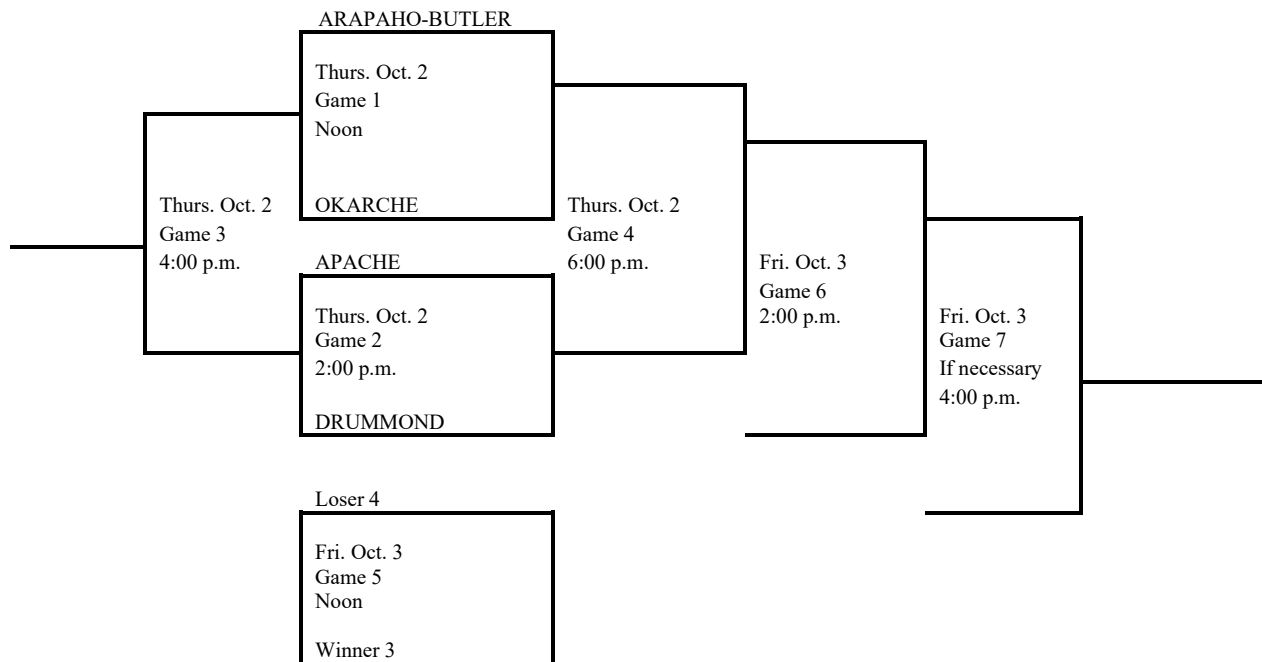 ARAPAHO-BUTLER
Thurs. Oct. 2
Game 1
Noon
OKARCHE
Thurs. Oct. 2
Game 3
4:00 p.m.
APACHE
Thurs. Oct. 2
Game 2
2:00 p.m.
DRUMMOND
Thurs. Oct. 2
Game 4
6:00 p.m.
Fri. Oct. 3
Game 6
2:00 p.m.
Fri. Oct. 3
Game 7
If necessary
4:00 p.m.
Loser 4
Fri. Oct. 3
Game 5
Noon
Winner 3